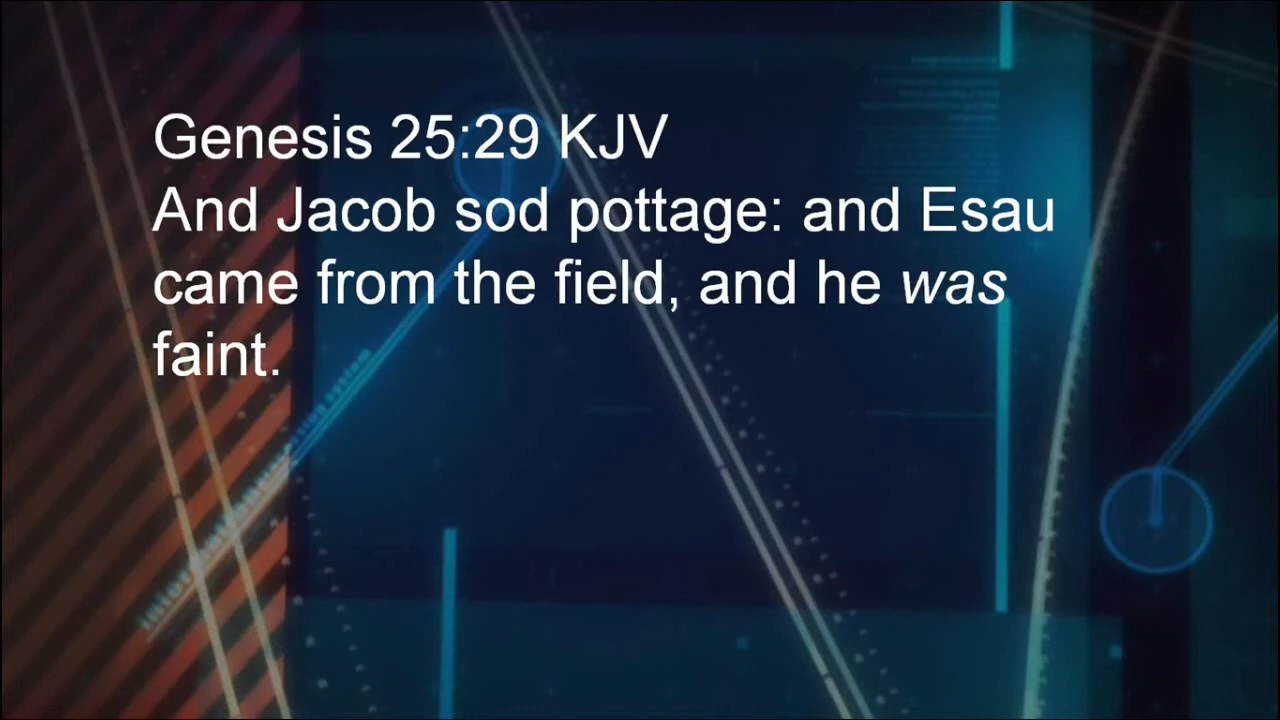 Genesis 25:29 KJV
And Jacob sod pottage: and Esau
came from the field, and he was
faint.